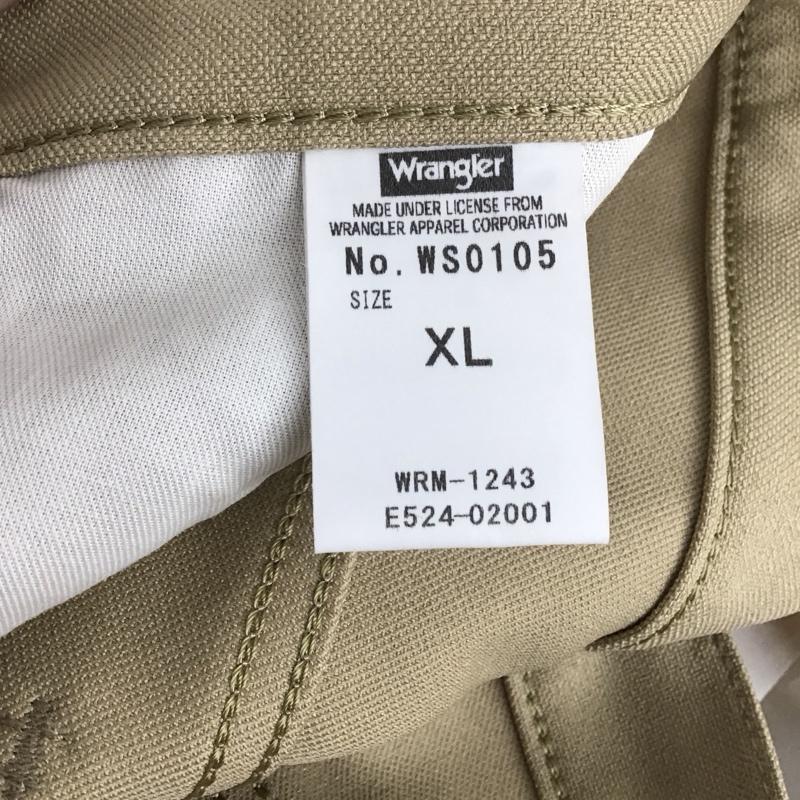 Wrangler
MADE UNDER LICENSE FROM
WRANGLER APPAREL CORPORATION
No. WS0105
SIZE
XL
WRM-1243
E524-02001